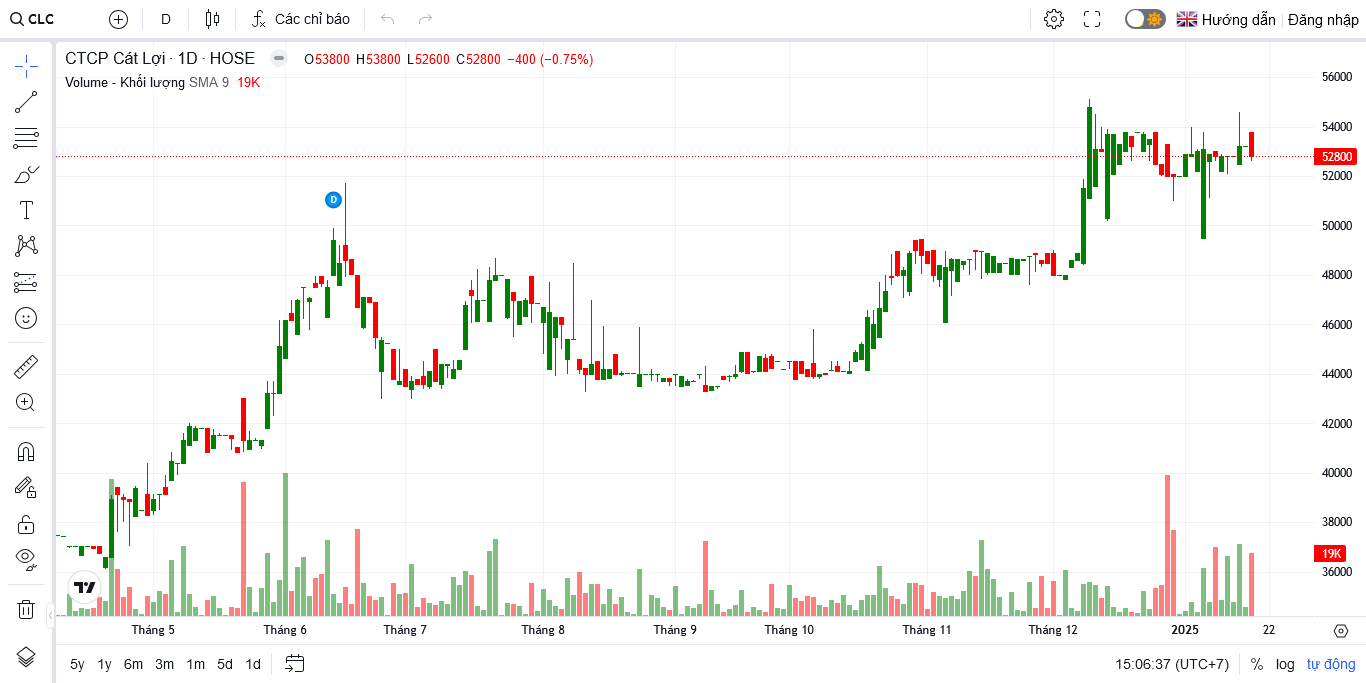 CLC D Các chỉ báo Hướng dẫn Đăng nhập
CTCP Cát Lợi · 1D · HOSE O53800 H53800 L52600 C52800 −400 (−0.75%)
Volume - Khối lượng SMA 9 19K
D
56000
54000
52800
52000
50000
48000
46000
44000
42000
40000
38000
19K
36000
Tháng 5 Tháng 6 Tháng 7 Tháng 8 Tháng 9 Tháng 10 Tháng 11 Tháng 12 2025 22
5y 1y 6m 3m 1m 5d 1d 15:06:37 (UTC+7) % log tự động